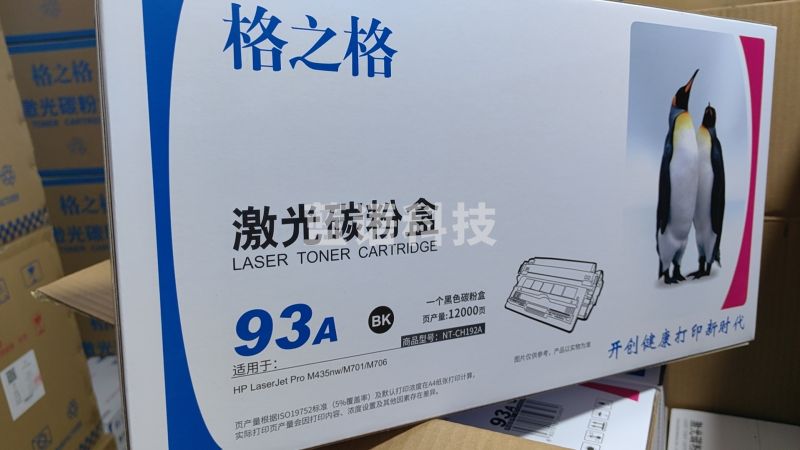 格之格
激光碳粉盒
LASER TONER CARTRIDGE
93A
BK
一个黑色碳粉盒
页产量:12000页
商品型号: NT-CH192A
适用于:
HP LaserJet Pro M435nw/M701/M706
页产量根据ISO19752标准（5%覆盖率）及默认打印浓度在A4纸张打印计算。
实际打印页产量会因打印内容、浓度设置及其他因素存在差异。
图片仅供参考，产品以实物为准
开创健康打印新时代
科技
格之格
激光碳粉
TONER CARTRIDGE
格之格
93A